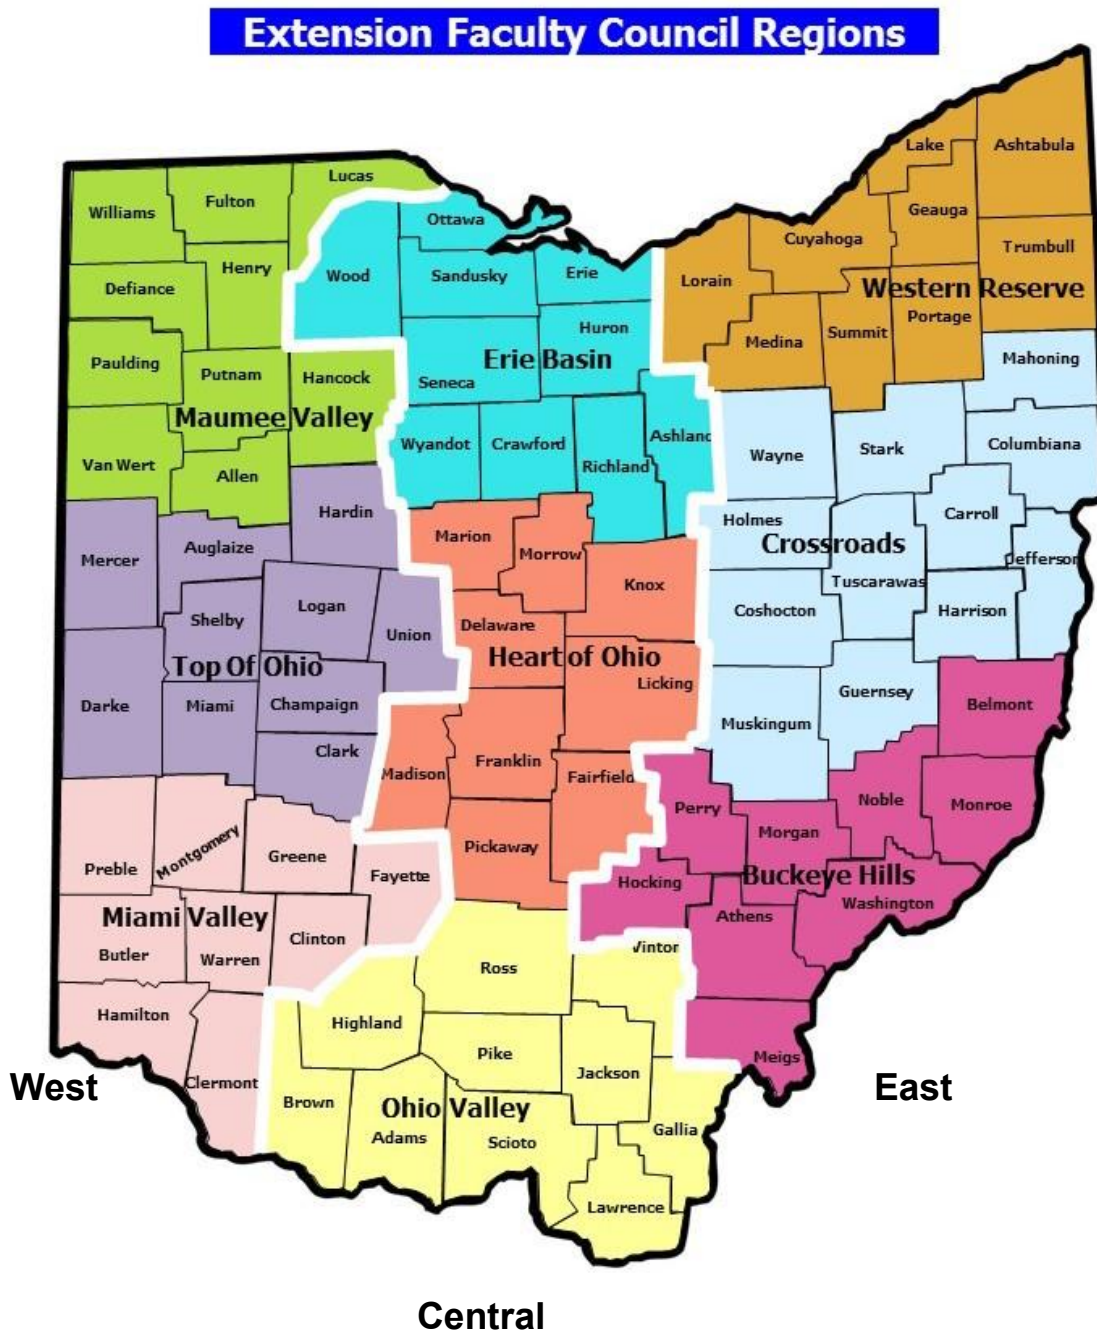 Extension Faculty Council Regions
Lake
Ashtabula
Lucas
Fulton
Williams
Geauga
Ottawa
Cuyahoga
Trumbull
Henry
Wood
Sandusky
Erie
Lorain
Defiance
Western Reserve
Portage
Huron
Summit
Medina
Erie Basin
Mahoning
Paulding
Putnam
Hancock
Seneca
Maumee Valley
Wyandot
Crawford
Ashland
Richland
Wayne
Stark
Columbiana
Van Wert
Allen
Hardin
Holmes
Carroll
Marion
Morrow
Crossroads
Auglaize
Mercer
Jefferson
Knox
Tuscarawas
Logan
Coshocton
Harrison
Shelby
Union
Delaware
Heart of Ohio
Top Of Ohio
Licking
Guernsey
Darke
Miami
Champaign
Belmont
Muskingum
Clark
Franklin
Madison
Fairfield
Noble
Monroe
Perry
Morgan
Montgomery
Pickaway
Greene
Preble
Fayette
Hocking
Buckeye Hills
Washington
Athens
Miami Valley
Clinton
Butler
Warren
Vinton
Ross
Hamilton
Highland
Pike
Meigs
Jackson
Clermont
West
East
Brown
Ohio Valley
Adams
Scioto
Gallia
Lawrence
Central